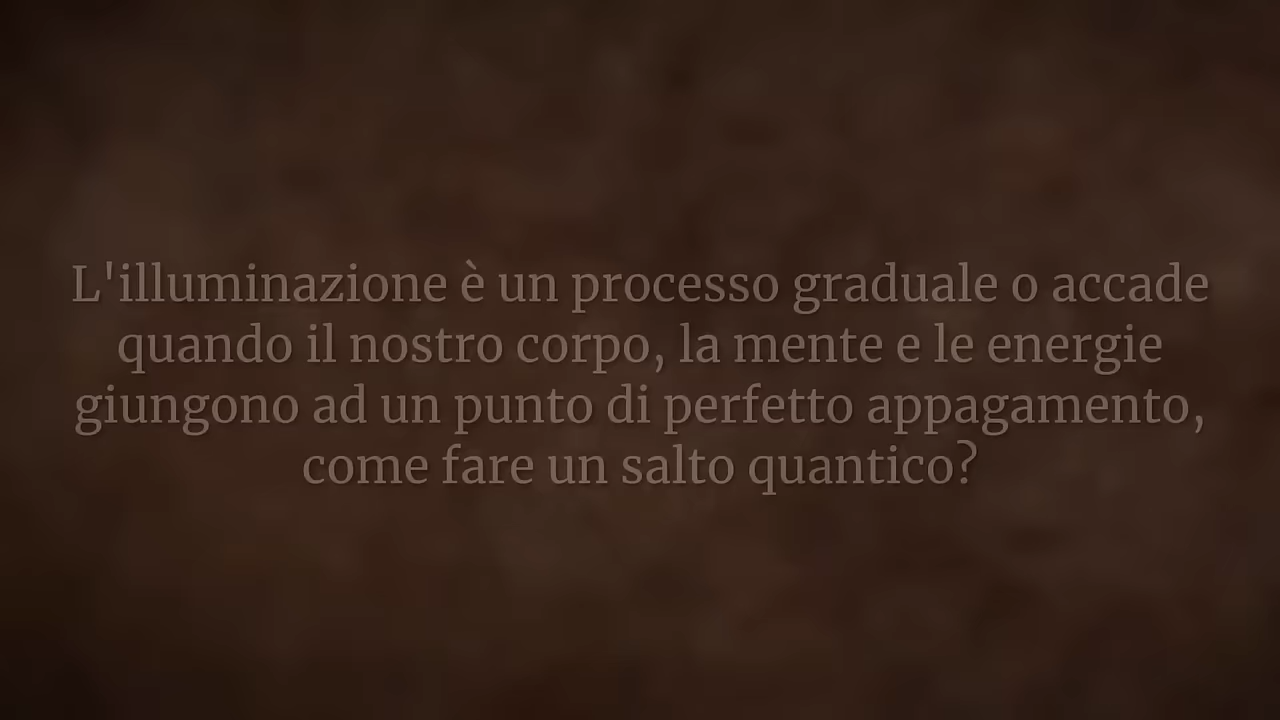 L'illuminazione è un processo graduale o accade
quando il nostro corpo, la mente e le energie
giungono ad un punto di perfetto appagamento,
come fare un salto quantico?